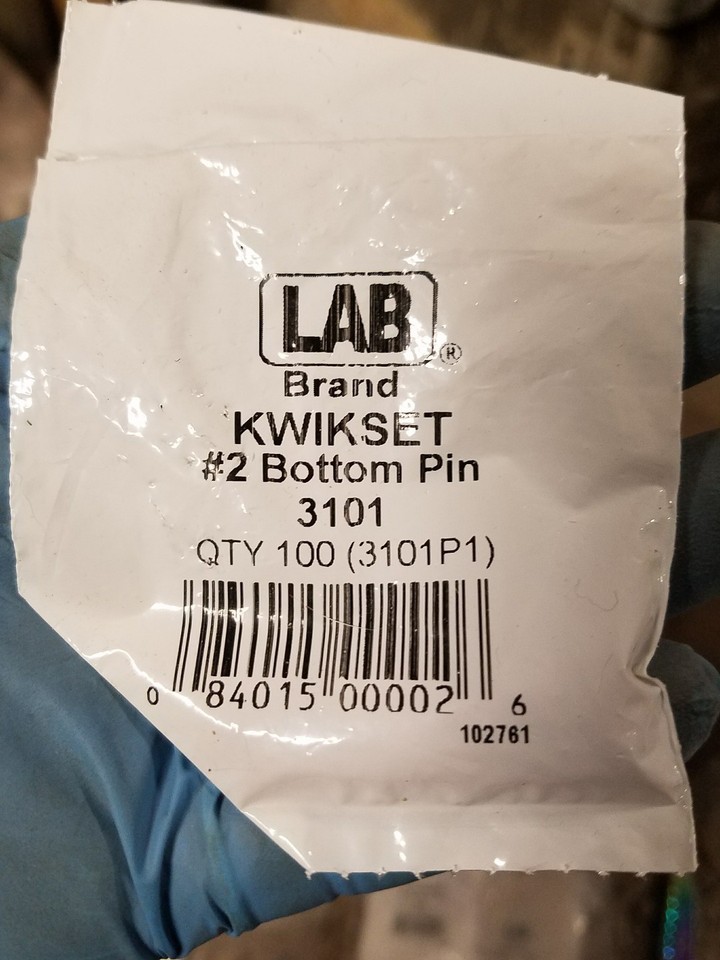 LAB®
Brand
KWIKSET
#2 Bottom Pin
3101
QTY 100 (3101P1)
0 84015 00002 6
102761